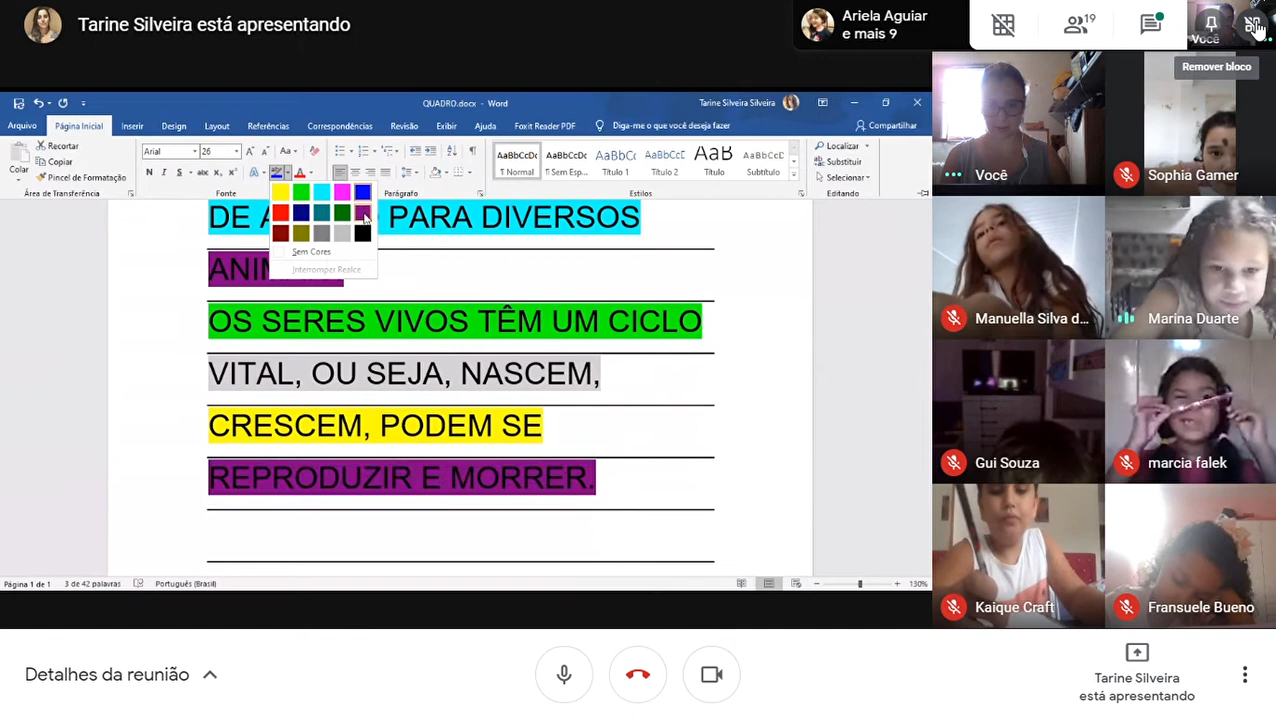 Tarine Silveira está apresentando
Ariela Aguiar
e mais 9
19
Você
Remover bloco
QUADRO.docx - Word
Tarine Silveira Silveira
Arquivo
Página Inicial
Inserir
Design
Layout
Referências
Correspondências
Revisão
Exibir
Ajuda
Foxit Reader PDF
Diga-me o que você deseja fazer
Compartilhar
Colar
Recortar
Copiar
Pincel de Formatação
Área de Transferência
Arial
26
Fonte
Parágrafo
AaBbCcDc
¶ Normal
AaBbCcDc
¶ Sem Espa...
AaBbCc
Título 1
AaBbCcC
Título 2
AaB
Título
AaBbCcC
Subtítulo
Estilos
Localizar
Substituir
Selecionar
Editando
Sem Cores
Interromper Realce
DE A PARA DIVERSOS
OS SERES VIVOS TÊM UM CICLO
VITAL, OU SEJA, NASCEM,
CRESCEM, PODEM SE
REPRODUZIR E MORRER.
Página 1 de 1
3 de 42 palavras
Português (Brasil)
130%
Você
Sophia Gamer
Manuella Silva d...
Marina Duarte
Gui Souza
marcia falek
Kaique Craft
Fransuele Bueno
Detalhes da reunião
Tarine Silveira
está apresentando